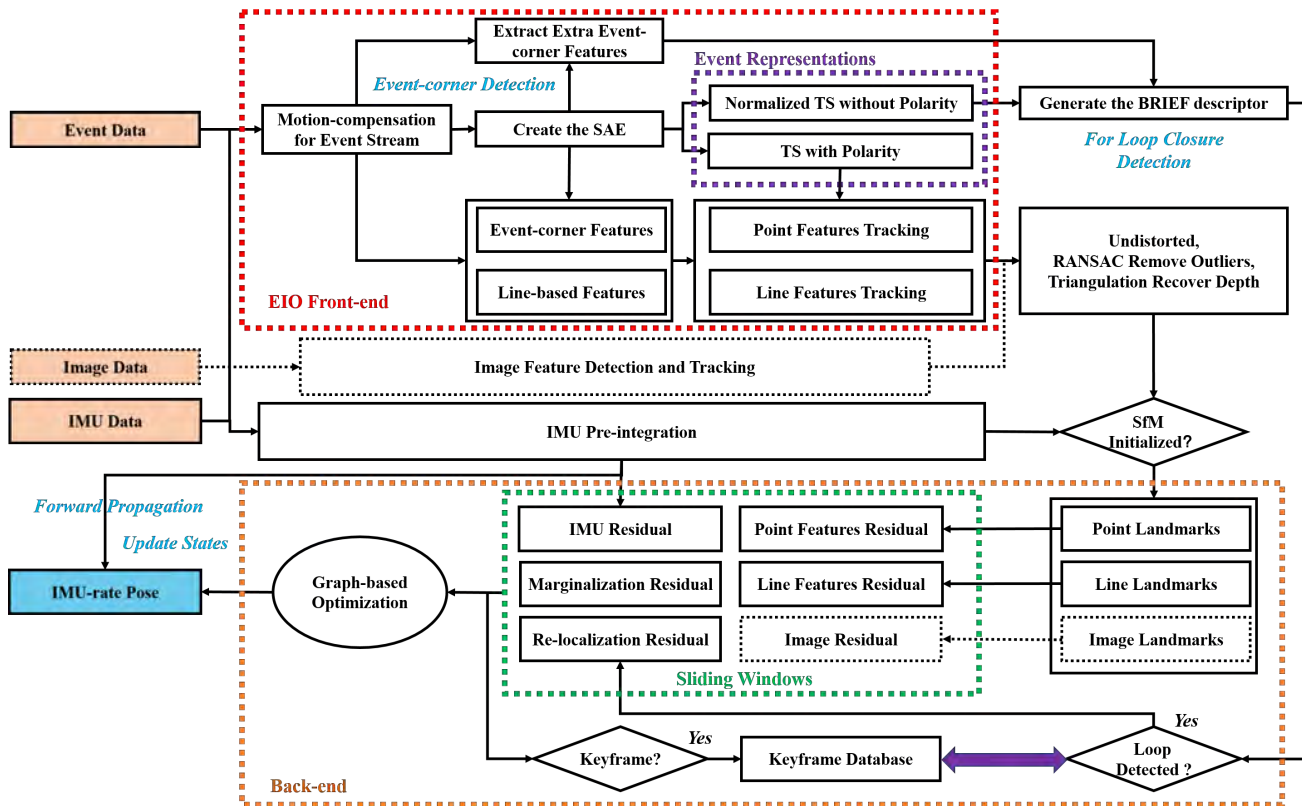 Extract Extra Event-
corner Features
Event Representations
Event-corner Detection
Event Data
Motion-compensation
for Event Stream
Create the SAE
Normalized TS without Polarity
TS with Polarity
Generate the BRIEF descriptor
For Loop Closure
Detection
Event-corner Features
Line-based Features
Point Features Tracking
Line Features Tracking
Undistorted,
RANSAC Remove Outliers,
Triangulation Recover Depth
EIO Front-end
Image Data
Image Feature Detection and Tracking
IMU Data
IMU Pre-integration
SfM
Initialized?
Forward Propagation
Update States
IMU-rate Pose
Graph-based
Optimization
IMU Residual
Point Features Residual
Point Landmarks
Marginalization Residual
Line Features Residual
Line Landmarks
Re-localization Residual
Image Residual
Image Landmarks
Sliding Windows
Yes
Yes
Keyframe?
Keyframe Database
Loop
Detected ?
Back-end